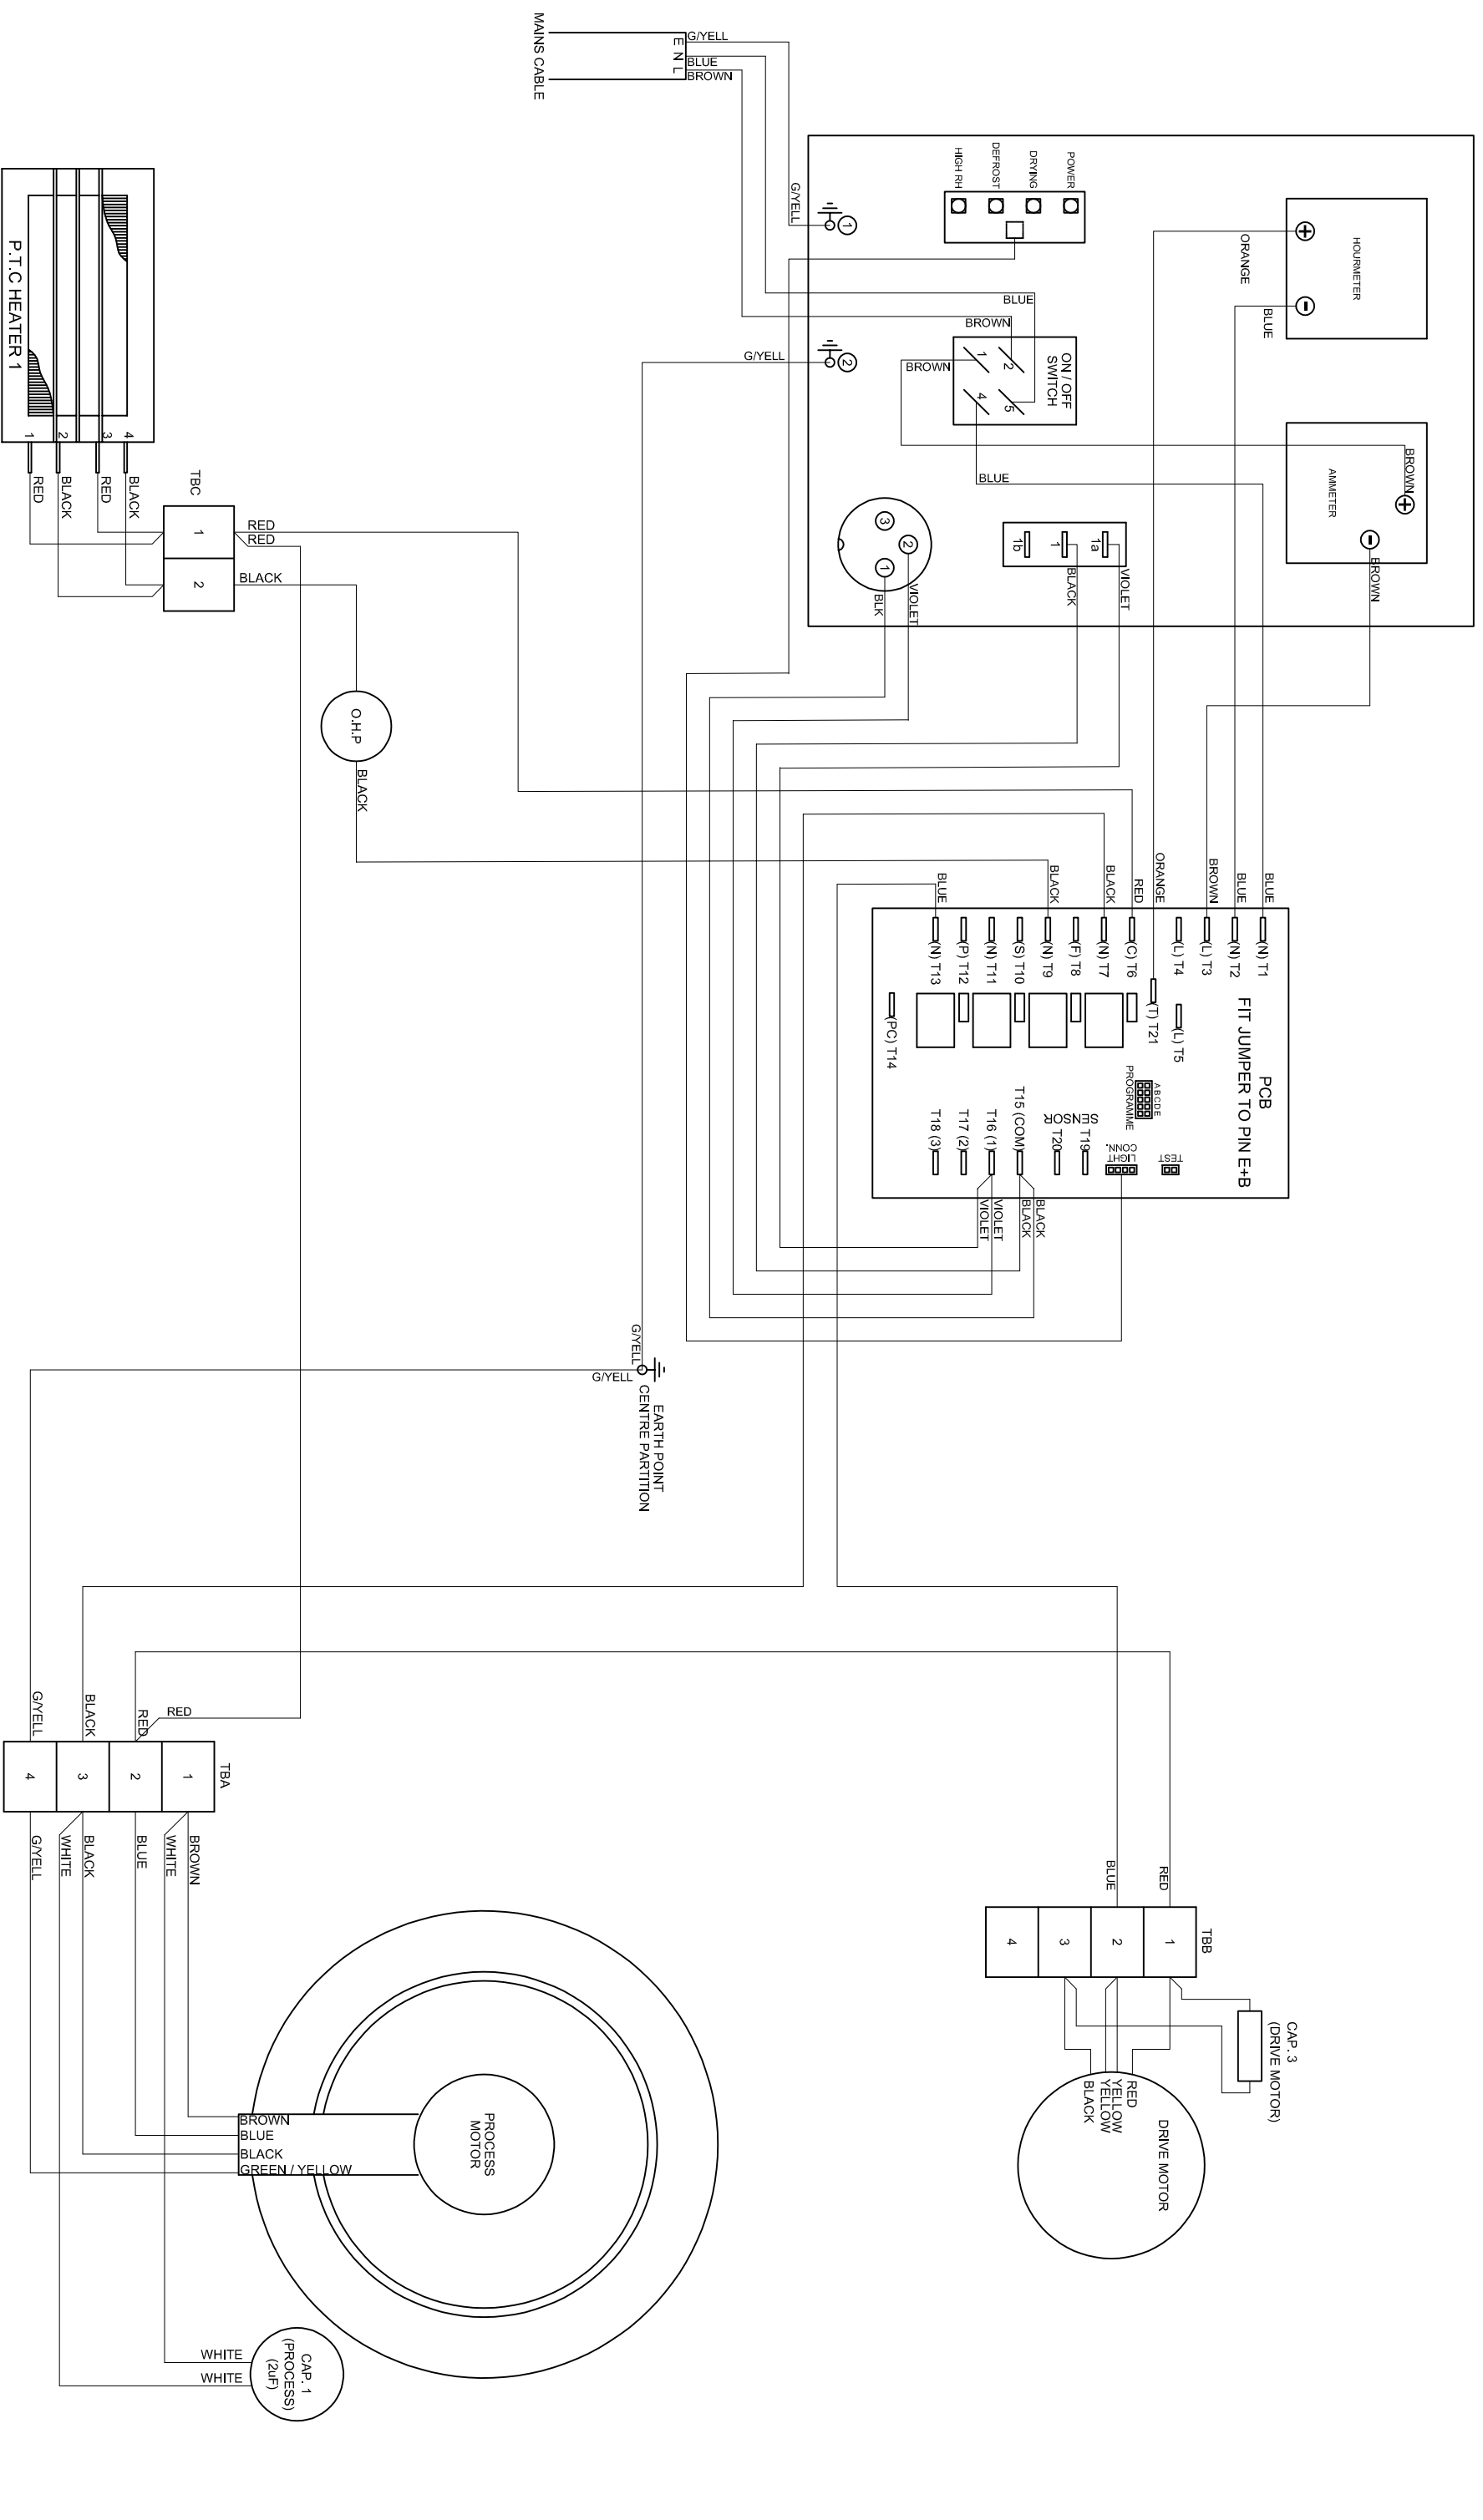 MAINS CABLE
E N L
G/YELL
BLUE
BROWN
G/YELL
HIGH RH
DEFROST
DRYING
POWER
1
2
G/YELL
BLUE
BROWN
BROWN
ON / OFF
SWITCH
1
2
4
5
BLUE
HOURMETER
ORANGE
BLUE
AMMETER
BROWN
BROWN
3
2
1
VIOLET
BLK
1b
1
1a
BLACK
VIOLET
P.T.C HEATER 1
1
2
3
4
RED
BLACK
RED
BLACK
TBC
1
2
RED
RED
BLACK
O.H.P
BLACK
BLUE
BLACK
BLACK
RED
ORANGE
BROWN
BLUE
BLUE
(N) T13
(P) T12
(N) T11
(S) T10
(N) T9
(F) T8
(N) T7
(C) T6
(L) T4
(L) T3
(N) T2
(N) T1
(T) T21
(L) T5
(PC) T14
PCB
FIT JUMPER TO PIN E+B
A B C D E
PROGRAMME
T18 (3)
T17 (2)
T16 (1)
T15 (COM)
SENSOR
T20
T19
LIGHT
CONN.
TEST
VIOLET
VIOLET
BLACK
BLACK
G/YELL
G/YELL
EARTH POINT
CENTRE PARTITION
G/YELL
BLACK
RED
RED
TBA
4
3
2
1
G/YELL
WHITE
BLACK
BLUE
WHITE
BROWN
BLUE
RED
TBB
4
3
2
1
CAP. 3
(DRIVE MOTOR)
RED
YELLOW
YELLOW
BLACK
DRIVE MOTOR
BROWN
BLUE
BLACK
GREEN / YELLOW
PROCESS
MOTOR
WHITE
WHITE
CAP. 1
(PROCESS)
(2uF)